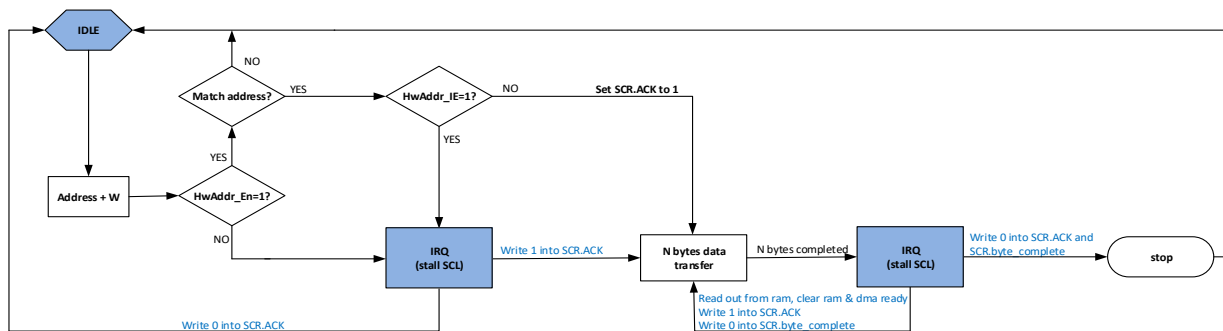 IDLE
NO
Match address?
YES
HwAddr_IE=1?
NO
Set SCR.ACK to 1
YES
YES
Address + W
HwAddr_En=1?
NO
IRQ
(stall SCL)
Write 1 into SCR.ACK
N bytes data
transfer
N bytes completed
IRQ
(stall SCL)
Write 0 into SCR.ACK and
SCR.byte_complete
stop
Read out from ram, clear ram & dma ready
Write 1 into SCR.ACK
Write 0 into SCR.byte_complete
Write 0 into SCR.ACK